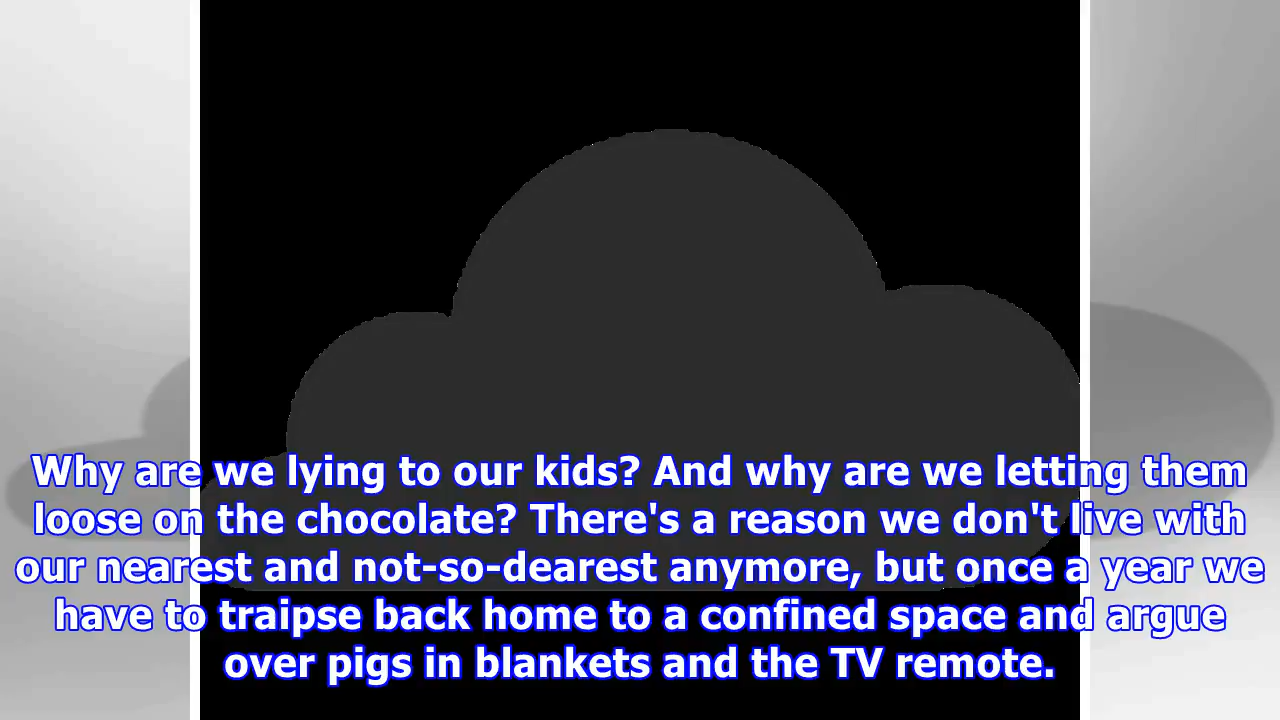 Why are we lying to our kids? And why are we letting them
loose on the chocolate? There's a reason we don't live with
our nearest and not-so-dearest anymore, but once a year we
have to traipse back home to a confined space and argue
over pigs in blankets and the TV remote.